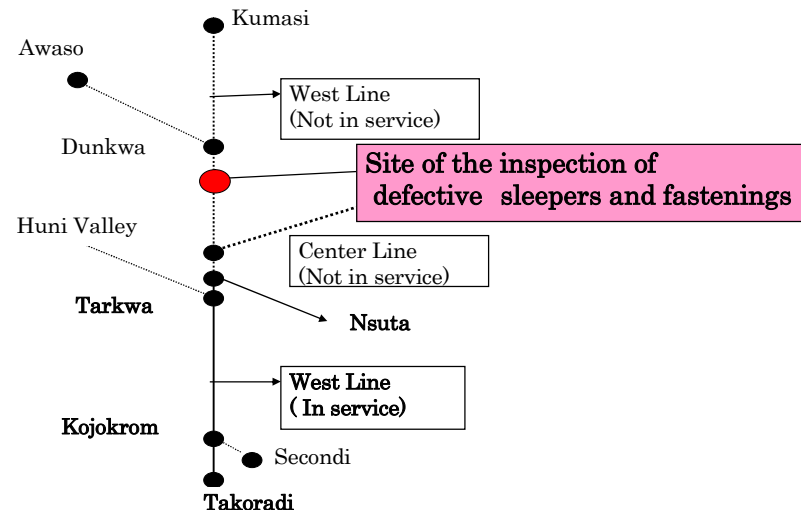 Kumasi
Awaso
West Line
(Not in service)
Dunkwa
Site of the inspection of
defective sleepers and fastenings
Huni Valley
Center Line
(Not in service)
Tarkwa
Nsuta
West Line
( In service)
Kojokrom
Secondi
Takoradi